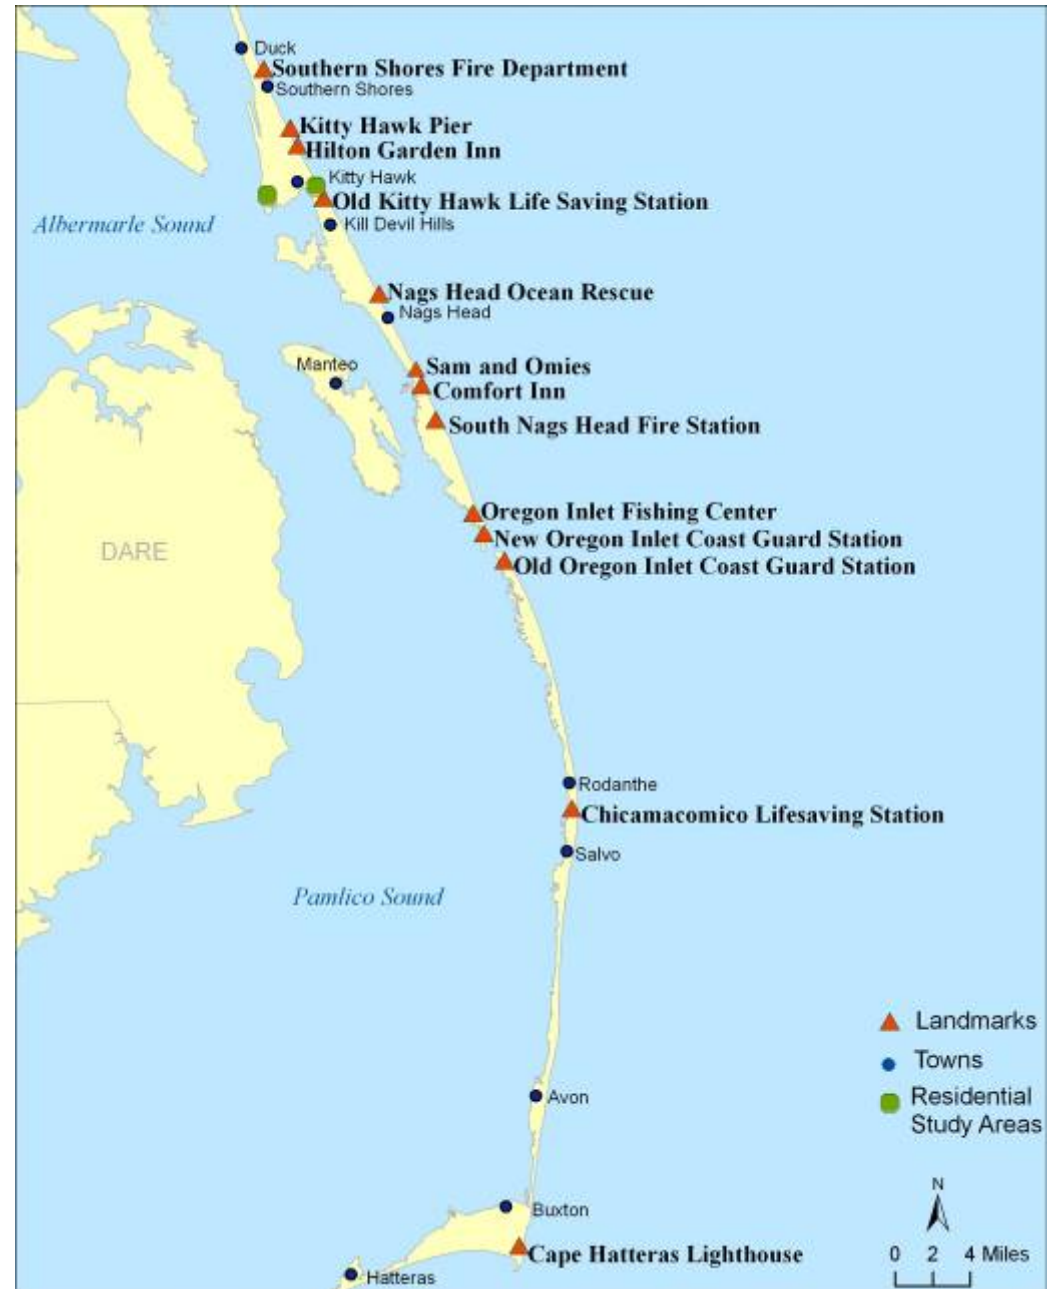 Duck
Southern Shores Fire Department
Southern Shores
Kitty Hawk Pier
Hilton Garden Inn
Kitty Hawk
Old Kitty Hawk Life Saving Station
Albermarle Sound
Kill Devil Hills
Nags Head Ocean Rescue
Nags Head
Manteo
Sam and Omies
Comfort Inn
South Nags Head Fire Station
Oregon Inlet Fishing Center
New Oregon Inlet Coast Guard Station
DARE
Old Oregon Inlet Coast Guard Station
Rodanthe
Chicamacomico Lifesaving Station
Salvo
Pamlico Sound
Landmarks
Towns
Residential
Study Areas
Avon
N
Buxton
Cape Hatteras Lighthouse
0 2 4 Miles
Hatteras